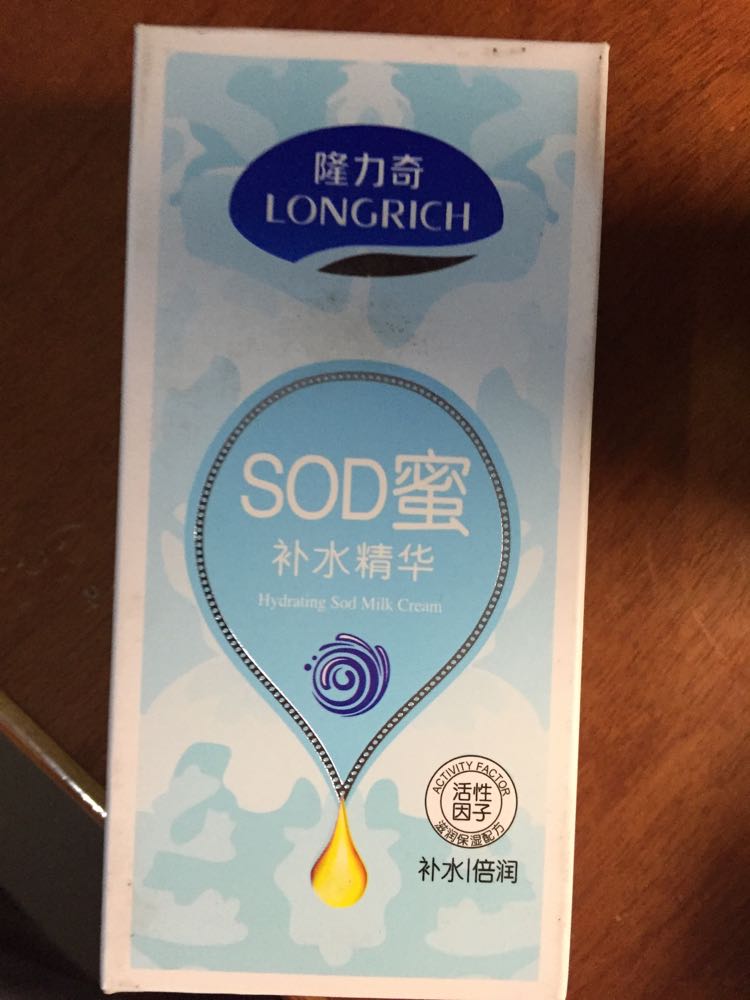 隆力奇
LONGRICH
SOD蜜
补水精华
Hydrating Sod Milk Cream
ACTIVITY FACTOR
活性
因子
滋润保湿配方
补水|倍润